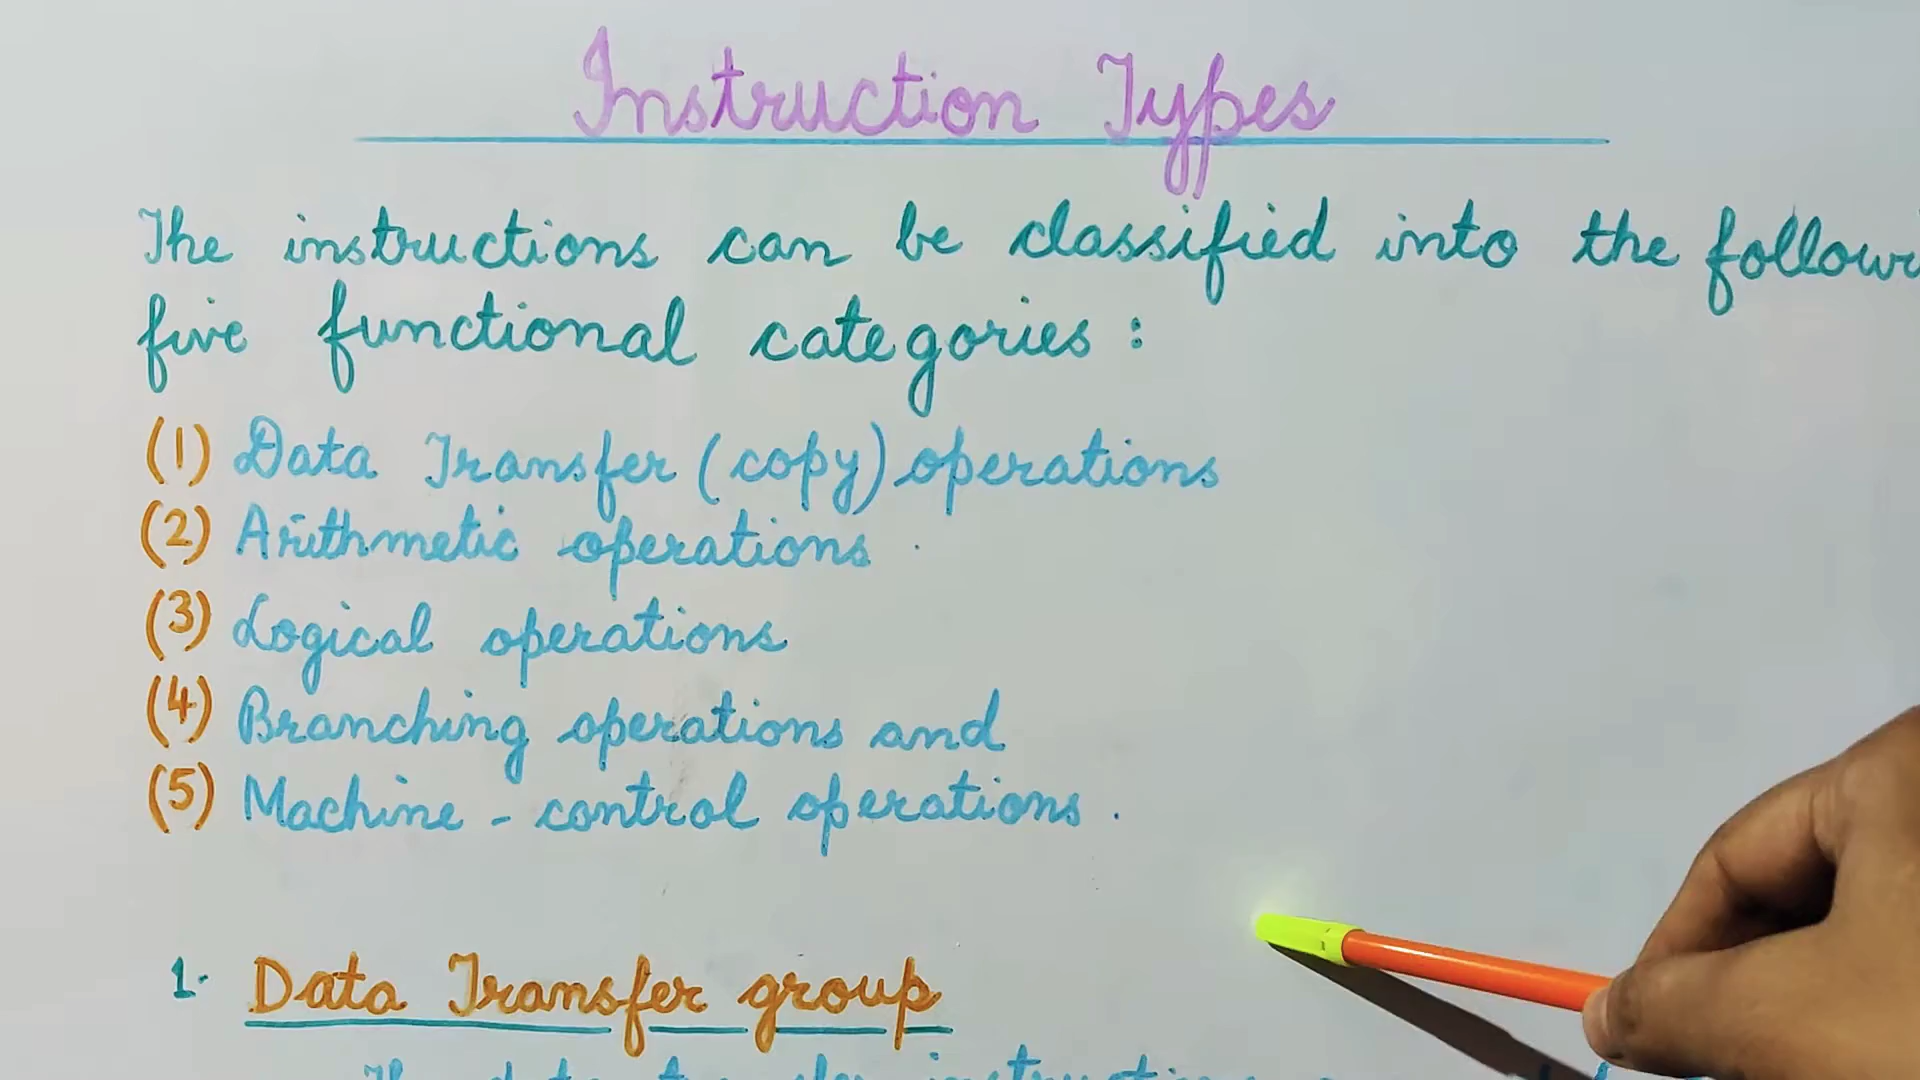 Instruction Types
The instructions can be classified into the
five functional categories :
(1) Data Transfer (copy) operations
(2) Arithmetic operations.
(3) Logical operations
(4) Branching operations and
(5) Machine - control operations.
1. Data Transfer group